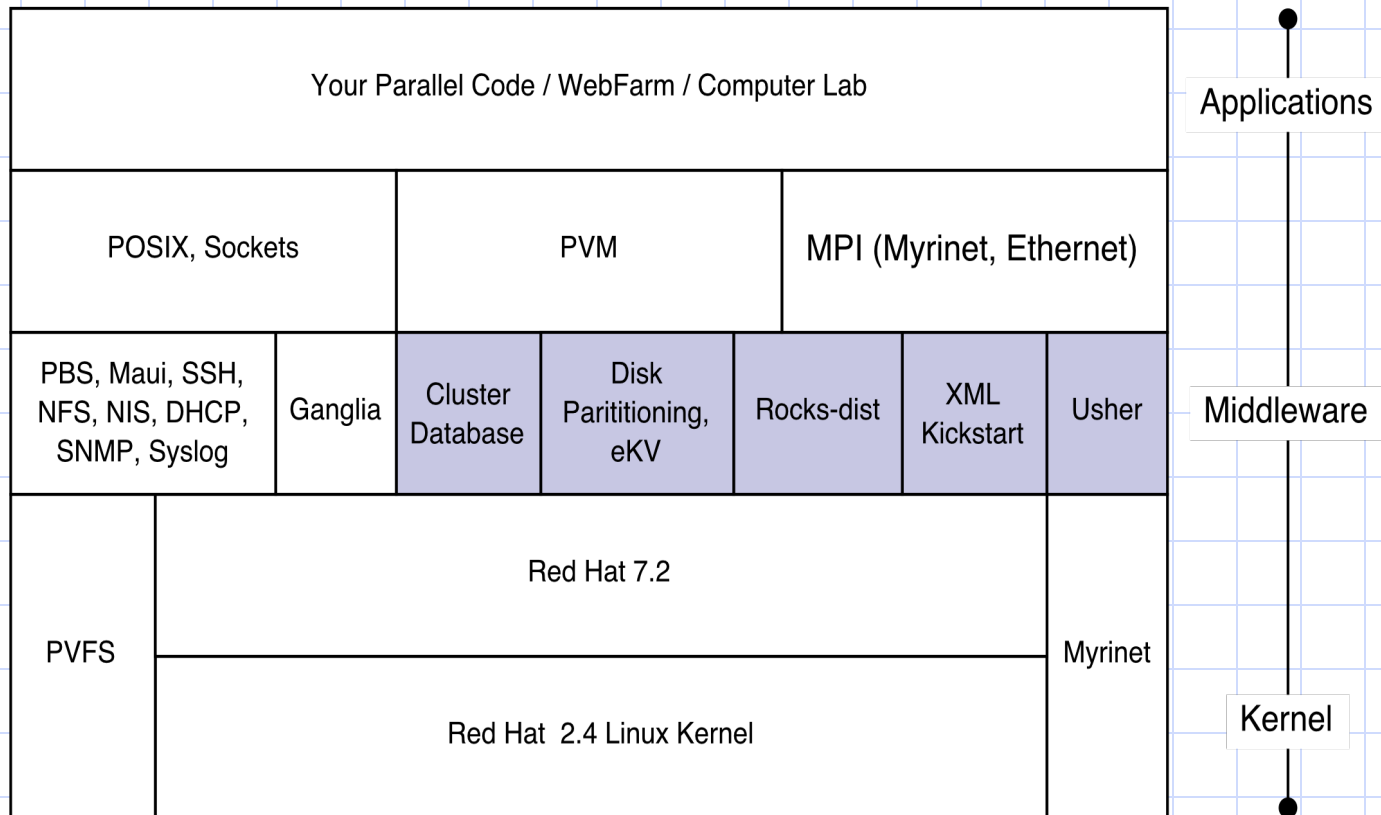 Your Parallel Code / WebFarm / Computer Lab
Applications
POSIX, Sockets
PVM
MPI (Myrinet, Ethernet)
PBS, Maui, SSH,
NFS, NIS, DHCP,
SNMP, Syslog
Ganglia
Cluster
Database
Disk
Parititioning,
eKV
Rocks-dist
XML
Kickstart
Usher
Middleware
Red Hat 7.2
PVFS
Myrinet
Red Hat  2.4 Linux Kernel
Kernel